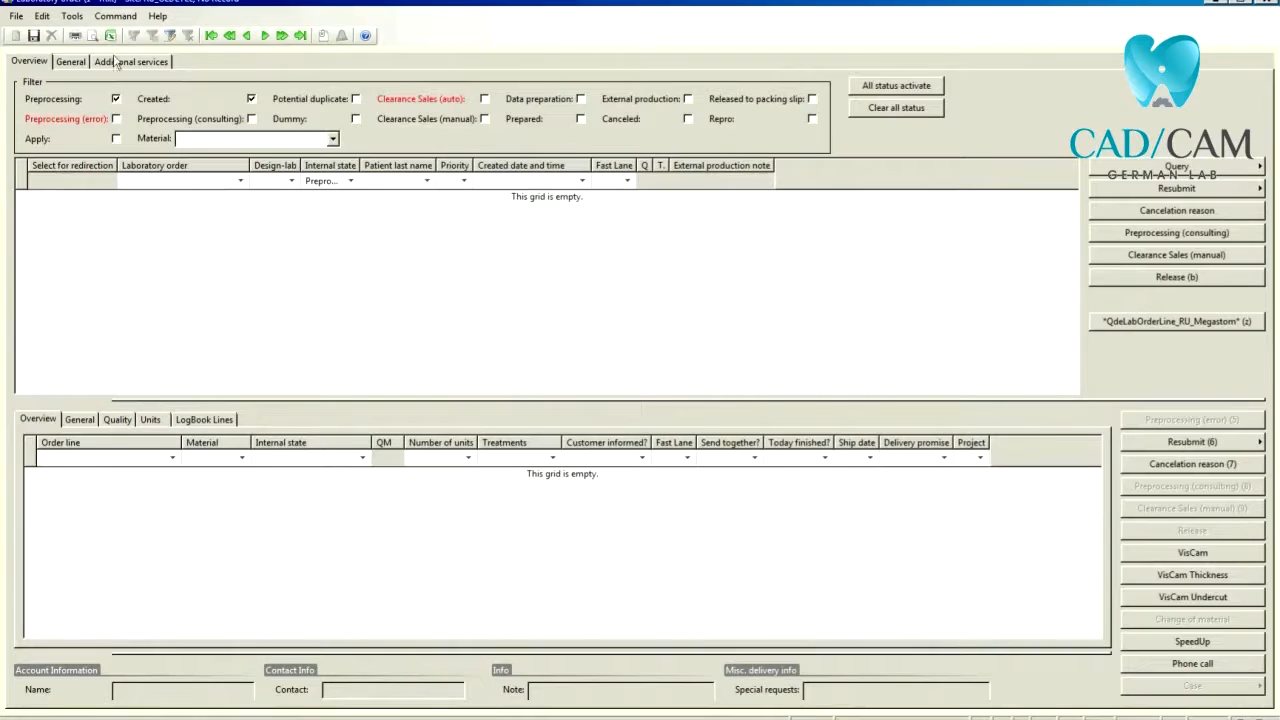 File Edit Tools Command Help
Overview General Additional services
Filter
Preprocessing: Created: Potential duplicate: Clearance Sales (auto): Data preparation: External production: Released to packing slip:
Preprocessing (error): Preprocessing (consulting): Dummy: Clearance Sales (manual): Prepared: Canceled: Repro:
Apply: Material:
All status activate
Clear all status
CAD/CAM
GERMAN LAB
Select for redirection Laboratory order Design-lab Internal state Patient last name Priority Created date and time Fast Lane Q T. External production note
Prepro...
This grid is empty.
Query
Resubmit
Cancelation reason
Preprocessing (consulting)
Clearance Sales (manual)
Release (b)
*QdeLabOrderLine_RU_Megastom* (z)
Overview General Quality Units LogBook Lines
Order line Material Internal state QM Number of units Treatments Customer informed? Fast Lane Send together? Today finished? Ship date Delivery promise Project
This grid is empty.
Preprocessing (error) (5)
Resubmit (6)
Cancelation reason (7)
Preprocessing (consulting) (8)
Clearance Sales (manual) (9)
Release
VisCam
VisCam Thickness
VisCam Undercut
Change of material
SpeedUp
Phone call
Case
Account Information Contact Info Info Misc. delivery info
Name: Contact: Note: Special requests: